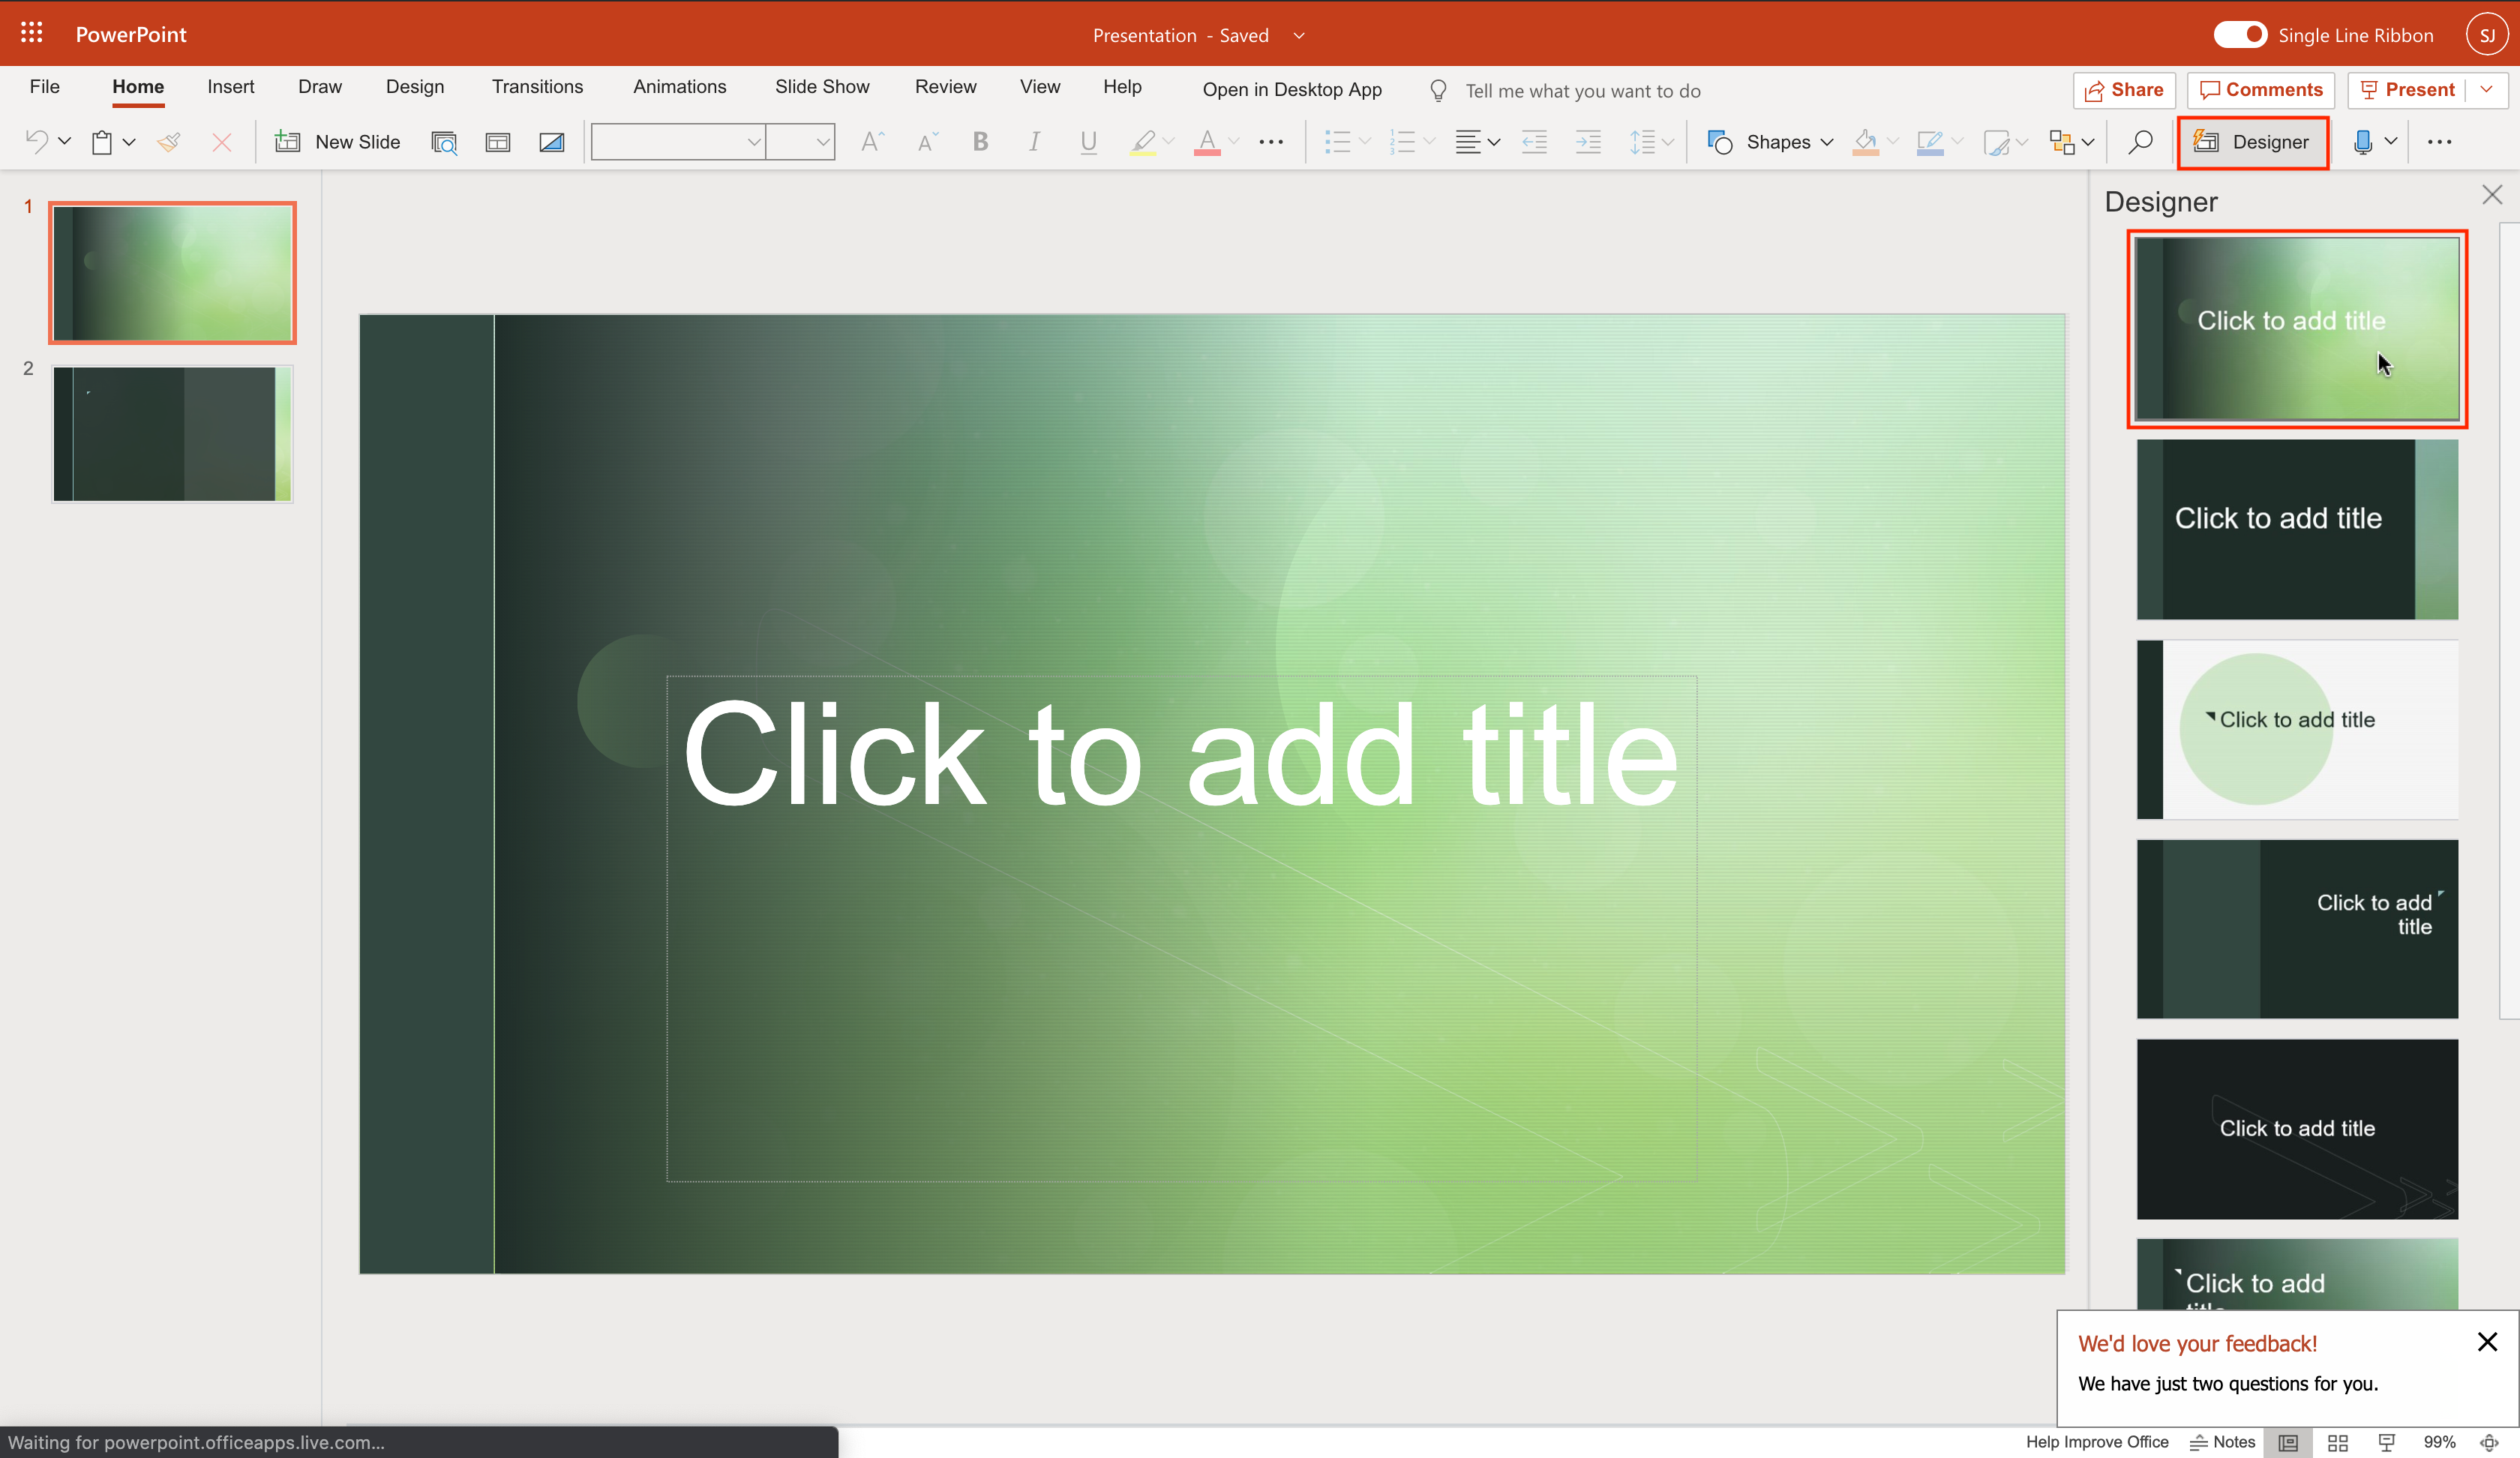 PowerPoint
Presentation - Saved
Single Line Ribbon
SJ
File Home Insert Draw Design Transitions Animations Slide Show Review View Help Open in Desktop App Tell me what you want to do Share Comments Present
New Slide Shapes Designer
Designer
1
2
Click to add title
Click to add title
Click to add title
Click to add title
Click to add
title
Click to add title
Click to add
title
We'd love your feedback!
We have just two questions for you.
Waiting for powerpoint.officeapps.live.com...
Help Improve Office Notes 99%